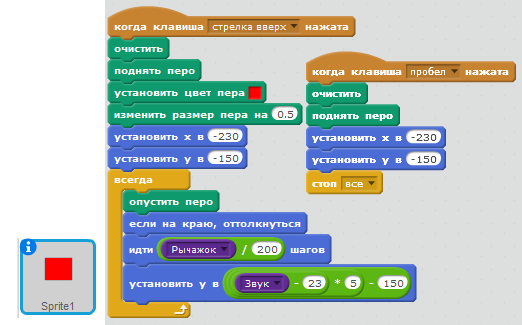 когда клавиша стрелка вверх нажата
очистить
поднять перо
установить цвет пера
изменить размер пера на 0.5
установить x в -230
установить y в -150
всегда
опустить перо
если на краю, оттолкнуться
идти Рычажок / 200 шагов
установить y в Звук - 23 * 5 - 150
когда клавиша пробел нажата
очистить
поднять перо
установить x в -230
установить y в -150
стоп все
i
Sprite1